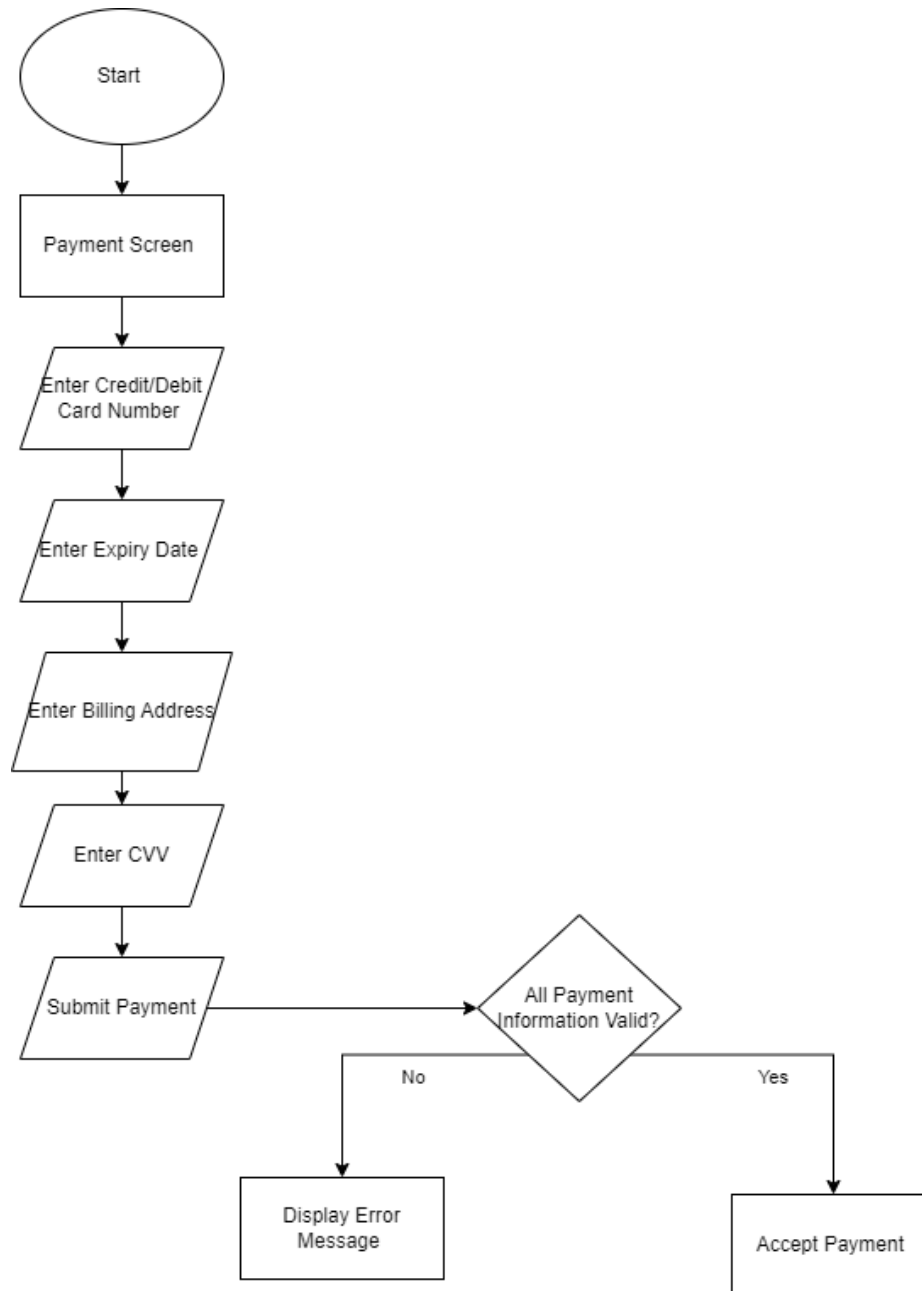 Start
Payment Screen
Enter Credit/Debit
Card Number
Enter Expiry Date
Enter Billing Address
Enter CVV
Submit Payment
All Payment
Information Valid?
No
Yes
Display Error
Message
Accept Payment